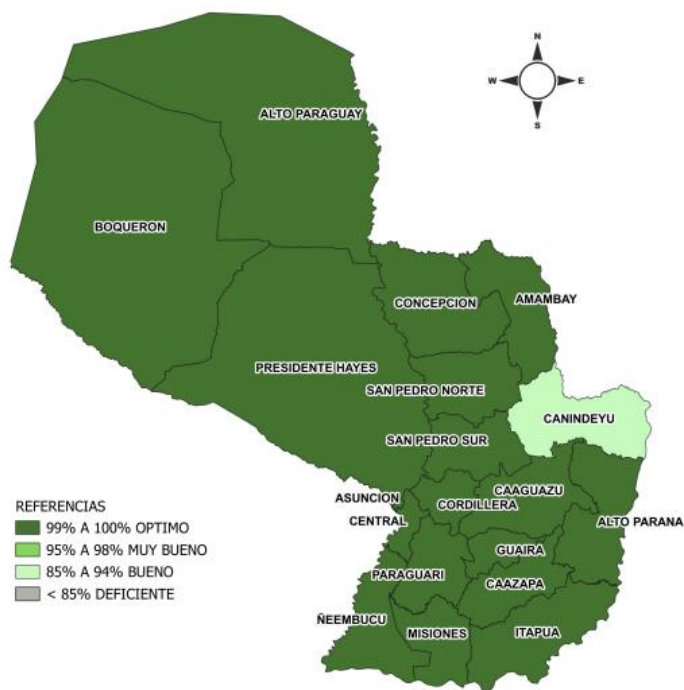 N
W E
S
ALTO PARAGUAY
BOQUERON
CONCEPCION
AMAMBAY
PRESIDENTE HAYES
SAN PEDRO NORTE
CANINDEYU
SAN PEDRO SUR
CAAGUAZU
ASUNCION
CORDILLERA
CENTRAL
ALTO PARANA
GUAIRA
PARAGUARI
CAAZAPA
ÑEEMBUCU
MISIONES
ITAPUA
REFERENCIAS
99% A 100% OPTIMO
95% A 98% MUY BUENO
85% A 94% BUENO
< 85% DEFICIENTE